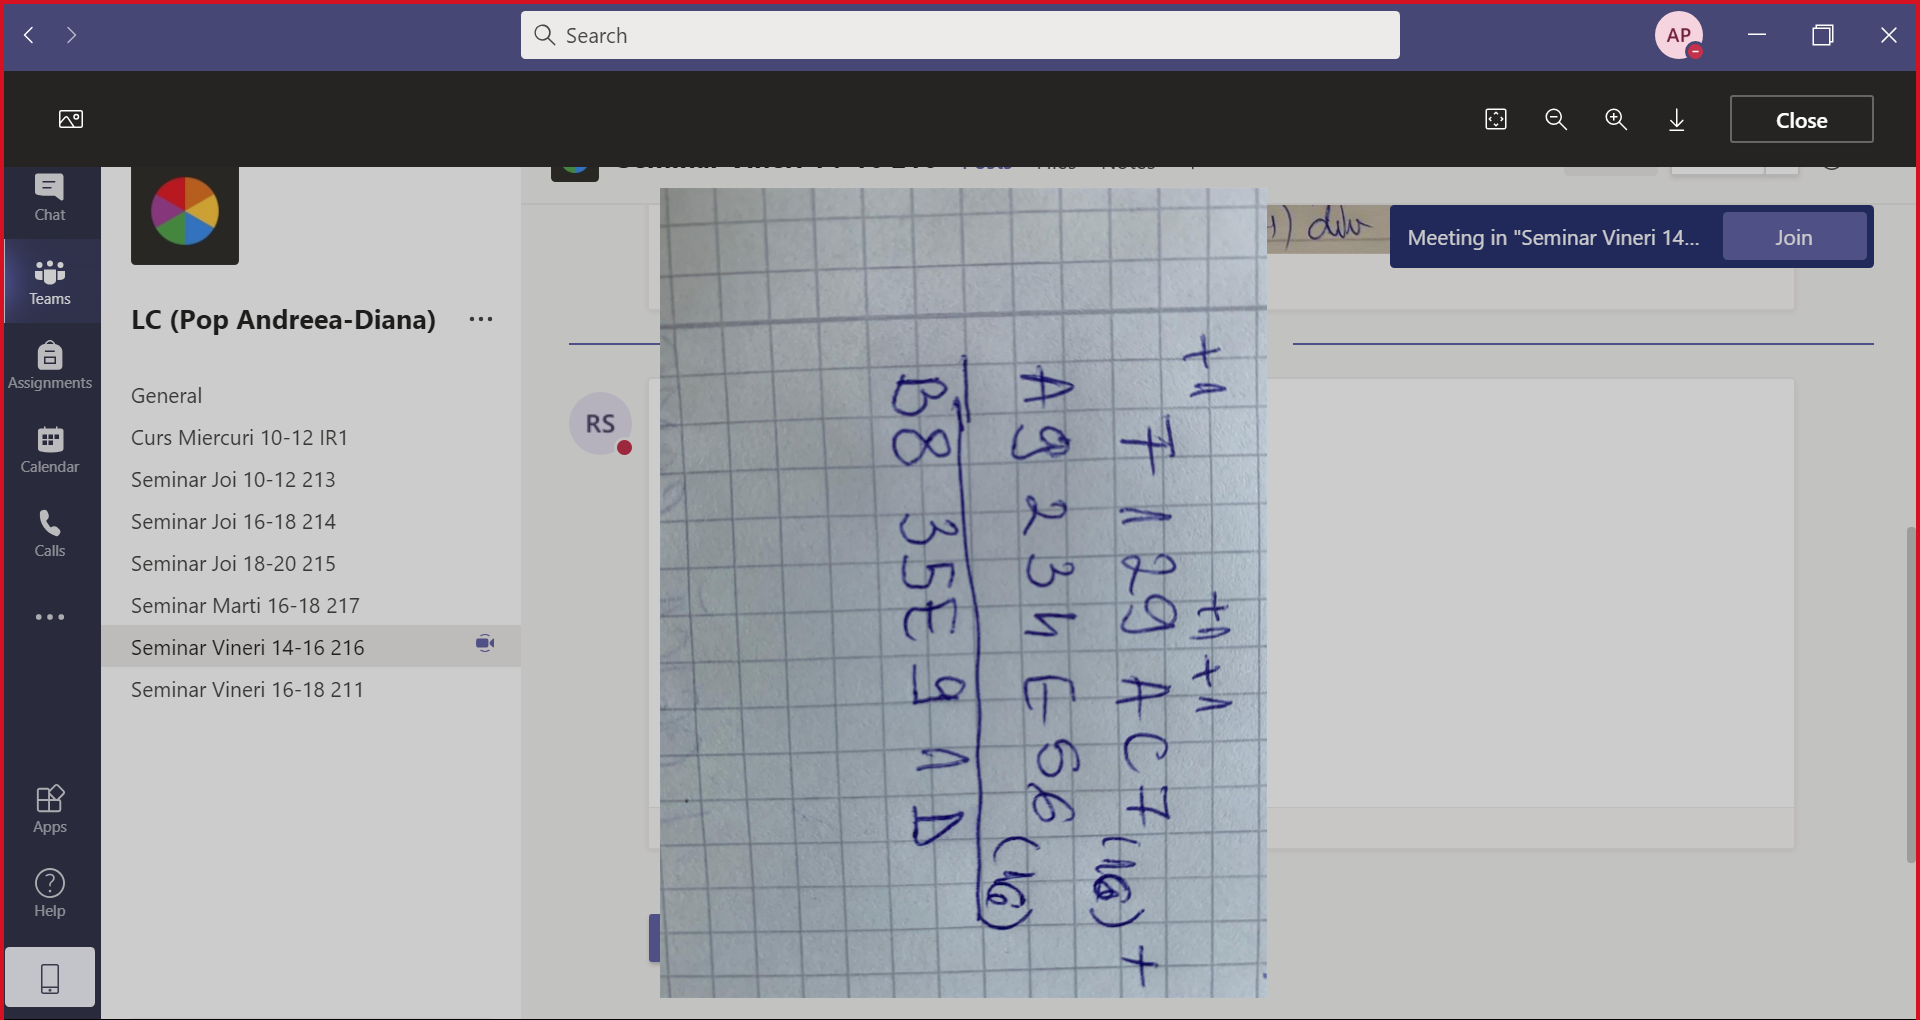 Search
AP
Close
Chat
Teams
Assignments
Calendar
Calls
Apps
Help
LC (Pop Andreea-Diana)
General
Curs Miercuri 10-12 IR1
Seminar Joi 10-12 213
Seminar Joi 16-18 214
Seminar Joi 18-20 215
Seminar Marti 16-18 217
Seminar Vineri 14-16 216
Seminar Vineri 16-18 211
Meeting in "Seminar Vineri 14...
Join
RS
+1 +1 +1
F 1 2 9 A C 7 (16) +
A 9 2 3 4 E 5 6 (16)
B 8 3 5 E 9 1 D